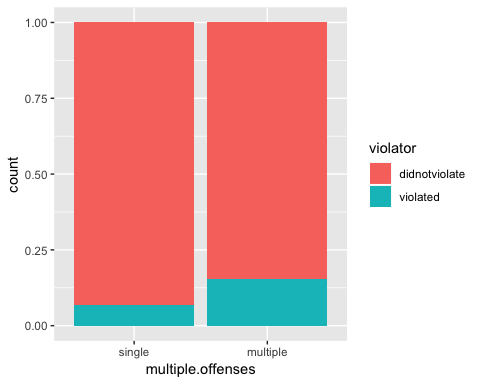 1.00
0.75
0.50
0.25
0.00
count
single multiple
multiple.offenses
violator
didnotviolate
violated